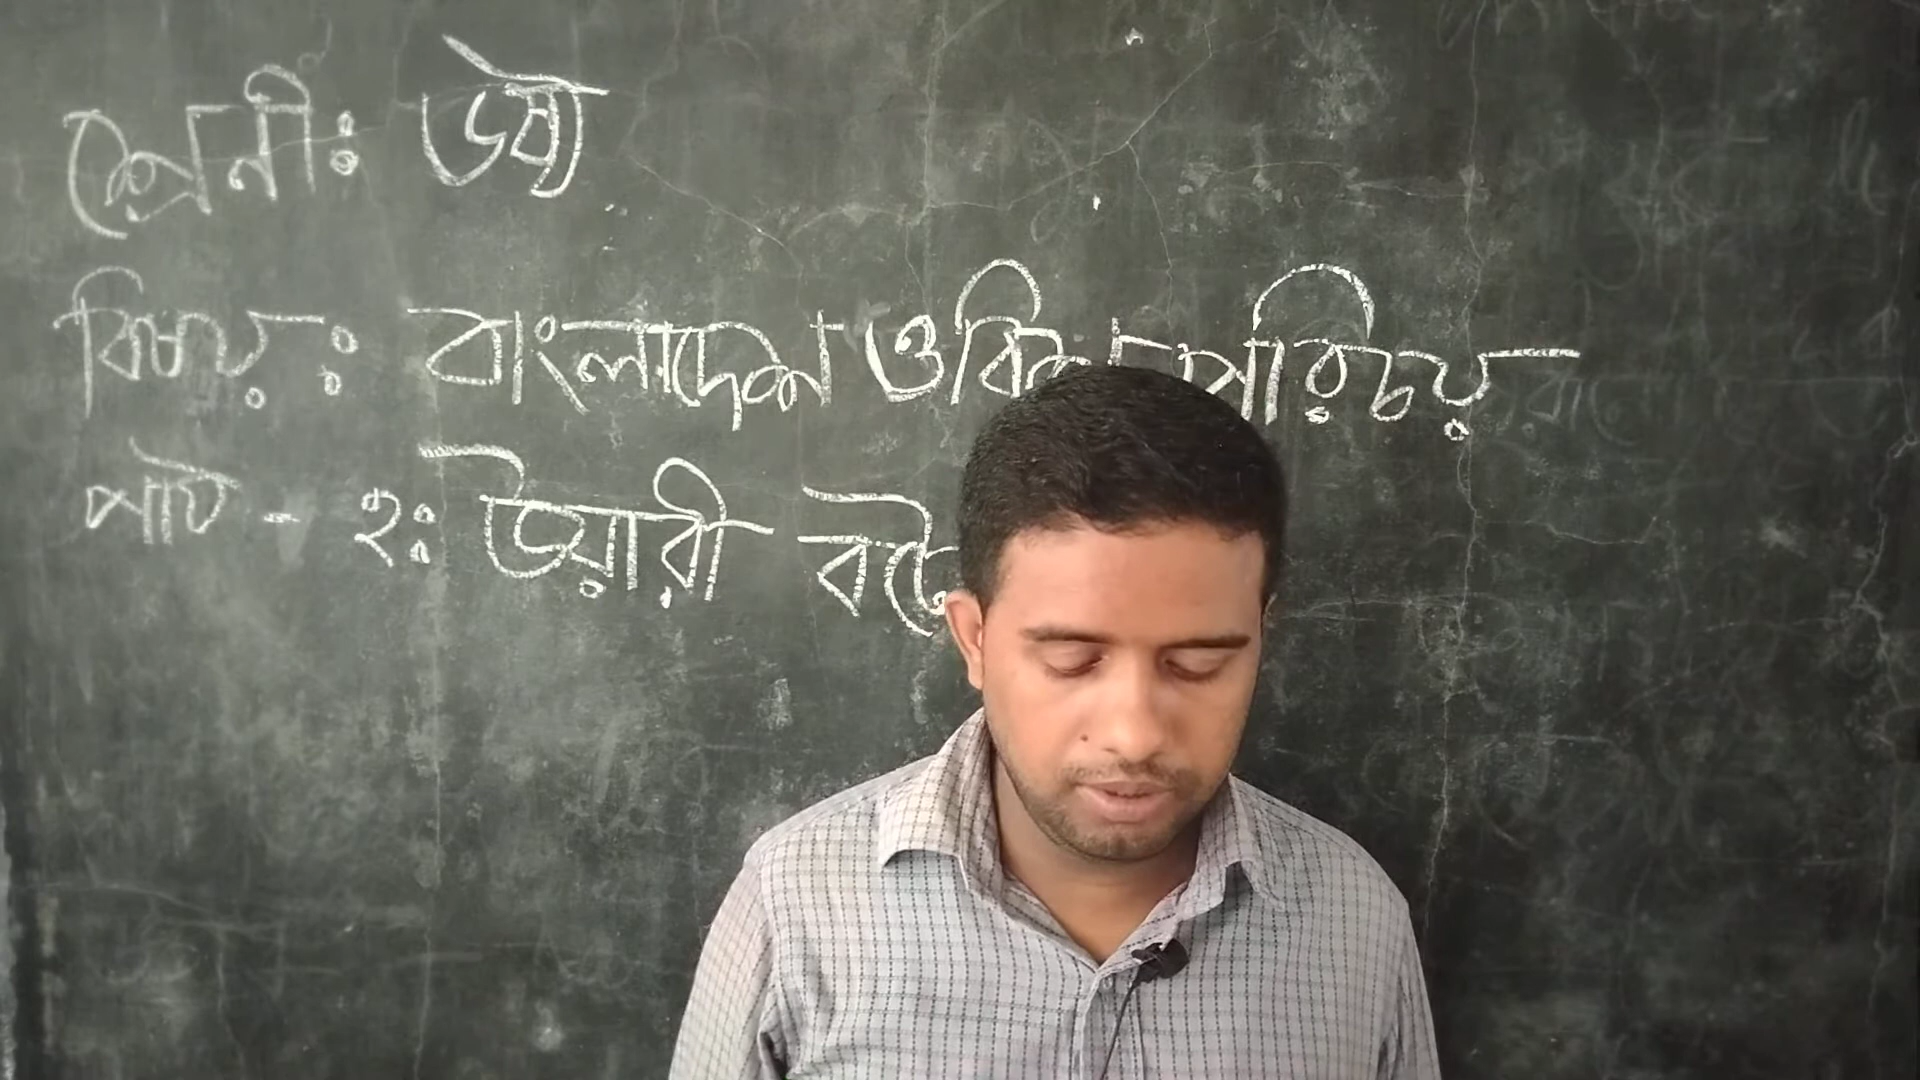 শ্রেনী: ৬ষ্ঠ
বিষয়: বাংলাদেশ ও বিশ্ব পরিচয়
পাঠ - ২: উয়ারী